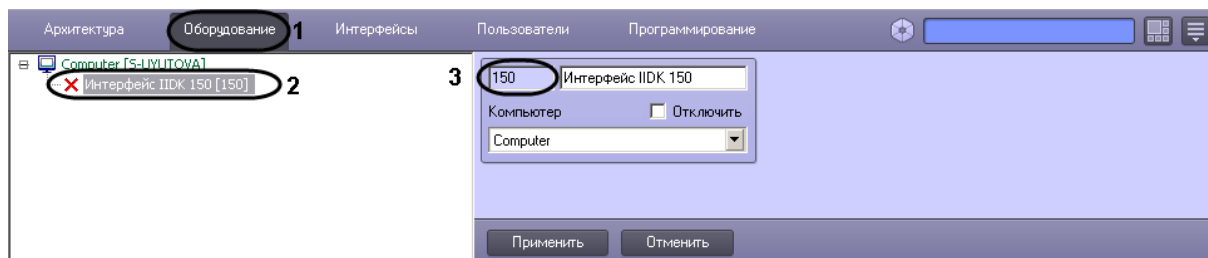 Архитектура Оборудование 1 Интерфейсы Пользователи Программирование
Computer [S-UYUTOVA]
Интерфейс IIDK 150 [150] 2
3 150 Интерфейс IIDK 150
Компьютер Отключить
Computer
Применить Отменить